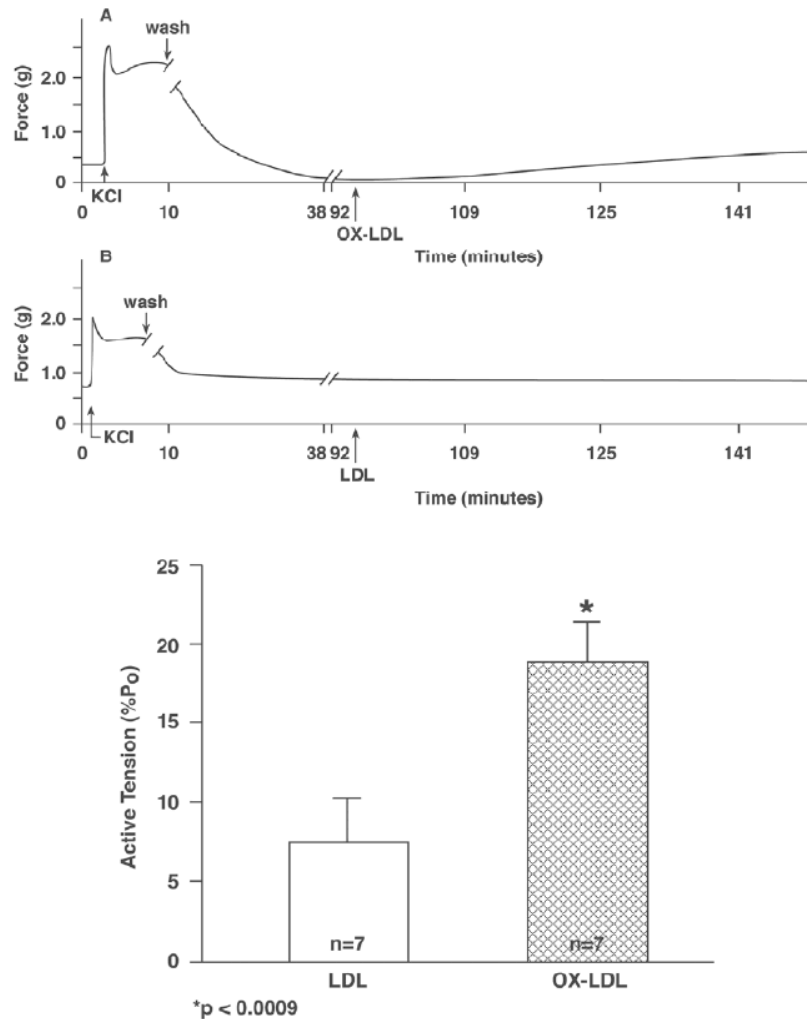 A
wash
Force (g)
2.0
1.0
0
KCl
0 10 38 92 109 125 141
OX-LDL
Time (minutes)
B
wash
Force (g)
2.0
1.0
0
KCl
0 10 38 92 109 125 141
LDL
Time (minutes)
Active Tension (%Po)
25
20
15
10
5
0
*
n=7 n=7
LDL OX-LDL
*p < 0.0009